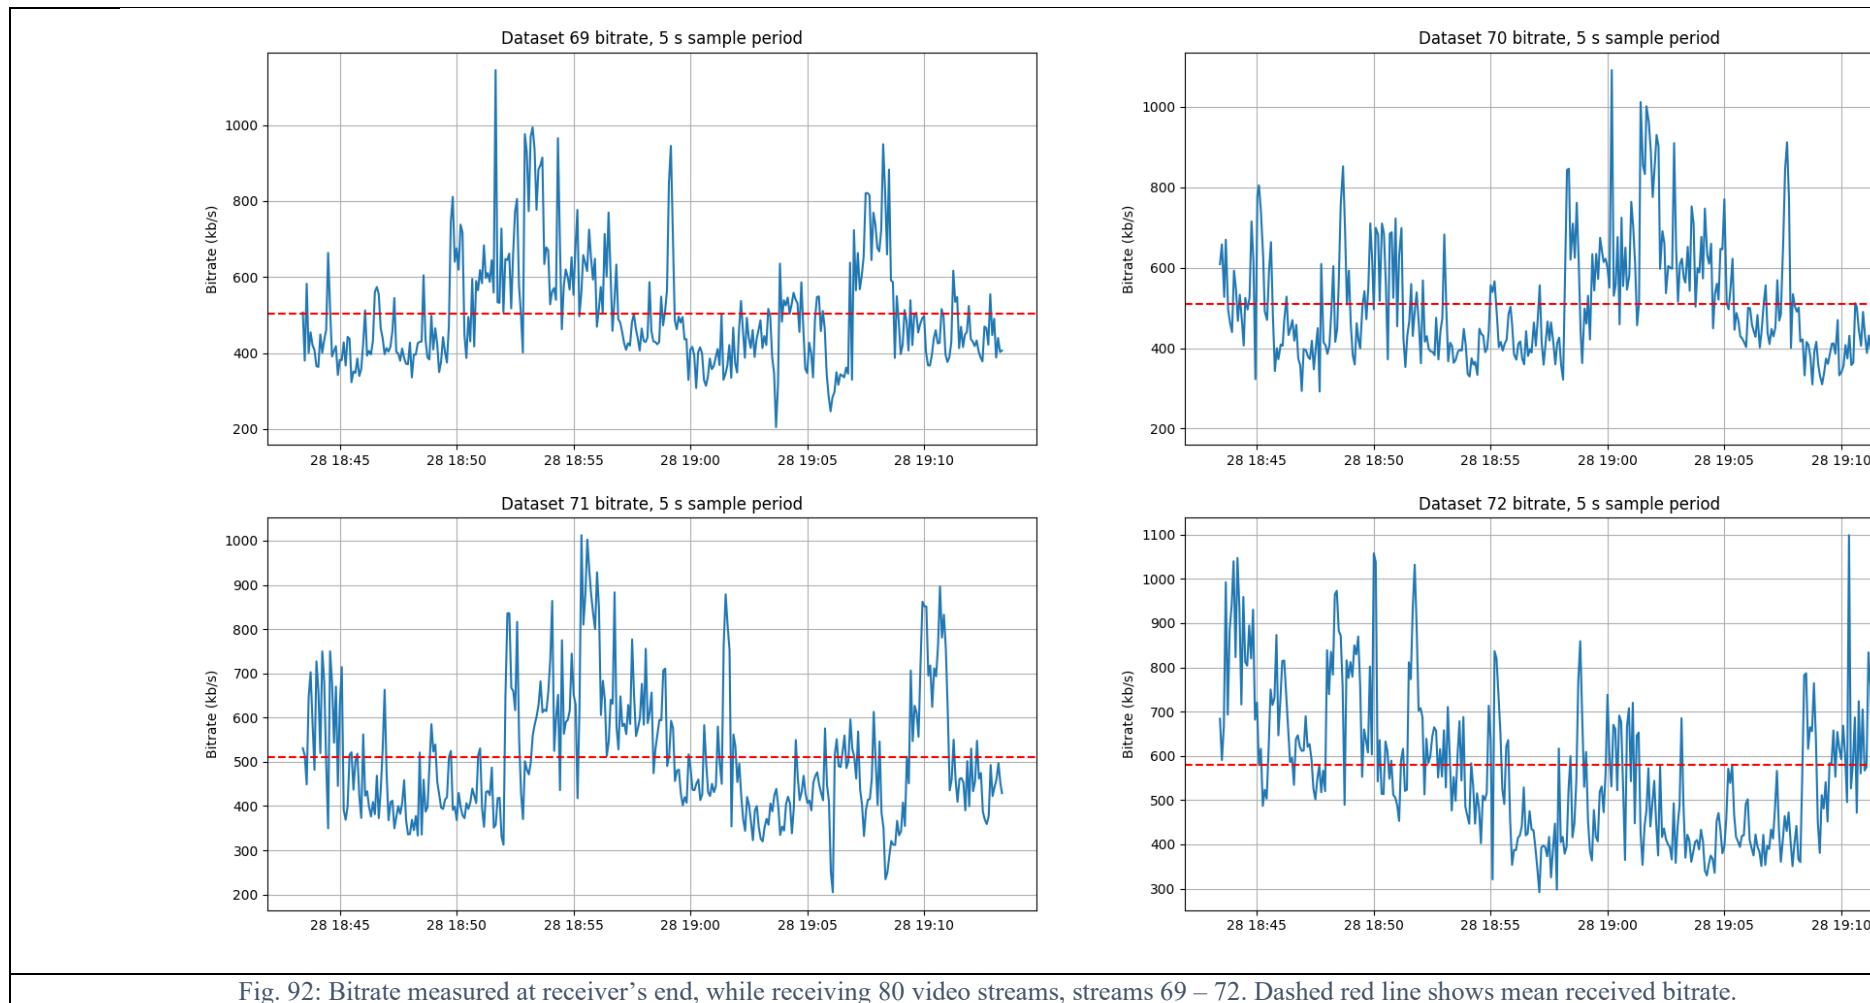 Dataset 69 bitrate, 5 s sample period
Bitrate (kb/s)
1000
800
600
400
200
28 18:45 28 18:50 28 18:55 28 19:00 28 19:05 28 19:10
Dataset 70 bitrate, 5 s sample period
Bitrate (kb/s)
1000
800
600
400
200
28 18:45 28 18:50 28 18:55 28 19:00 28 19:05 28 19:10
Dataset 71 bitrate, 5 s sample period
Bitrate (kb/s)
1000
900
800
700
600
500
400
300
200
28 18:45 28 18:50 28 18:55 28 19:00 28 19:05 28 19:10
Dataset 72 bitrate, 5 s sample period
Bitrate (kb/s)
1100
1000
900
800
700
600
500
400
300
28 18:45 28 18:50 28 18:55 28 19:00 28 19:05 28 19:10
Fig. 92: Bitrate measured at receiver’s end, while receiving 80 video streams, streams 69 – 72. Dashed red line shows mean received bitrate.